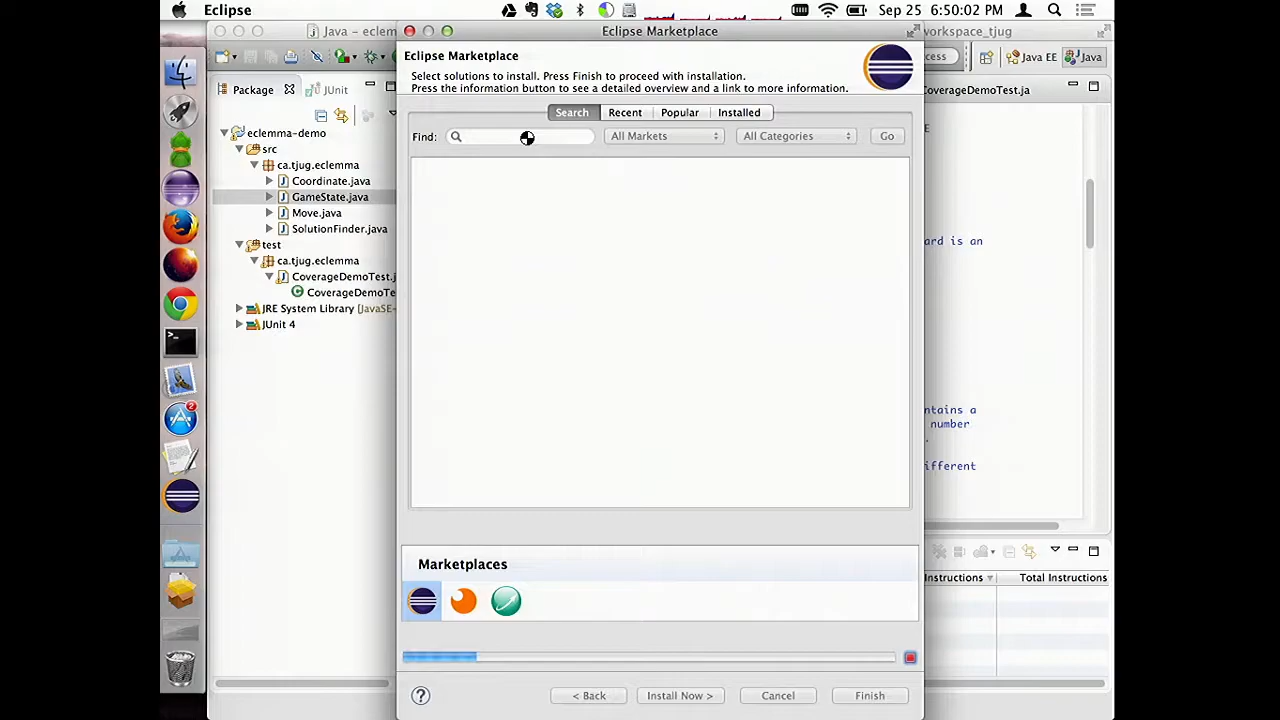 Eclipse
Sep 25 6:50:02 PM
Java – eclem
Eclipse Marketplace
workspace_tjug
Eclipse Marketplace
Select solutions to install. Press Finish to proceed with installation.
Press the information button to see a detailed overview and a link to more information.
cess
Java EE
Java
Package
JUnit
CoverageDemoTest.ja
Search
Recent
Popular
Installed
Find:
All Markets
All Categories
Go
eclemma-demo
src
ca.tjug.eclemma
Coordinate.java
GameState.java
Move.java
SolutionFinder.java
test
ca.tjug.eclemma
CoverageDemoTest.j
CoverageDemoTe
JRE System Library [JavaSE-
JUnit 4
E
ard is an
ntains a
number
.
ifferent
2
Marketplaces
Instructions
Total Instructions
?
< Back
Install Now >
Cancel
Finish